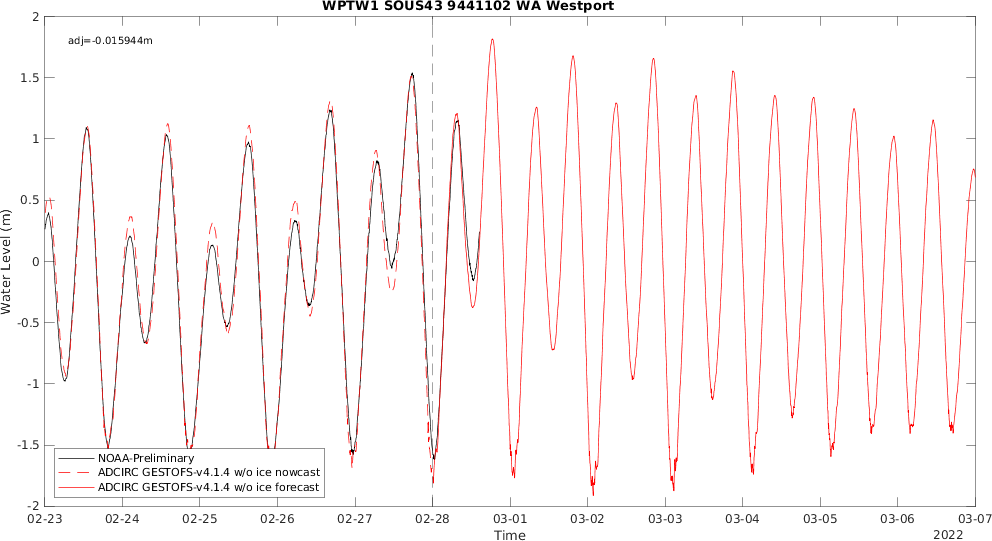 WPTW1 SOUS43 9441102 WA Westport
adj=-0.015944m
2
1.5
1
0.5
0
-0.5
-1
-1.5
-2
Water Level (m)
NOAA-Preliminary
ADCIRC GESTOFS-v4.1.4 w/o ice nowcast
ADCIRC GESTOFS-v4.1.4 w/o ice forecast
02-23 02-24 02-25 02-26 02-27 02-28 03-01 03-02 03-03 03-04 03-05 03-06 03-07
Time
2022